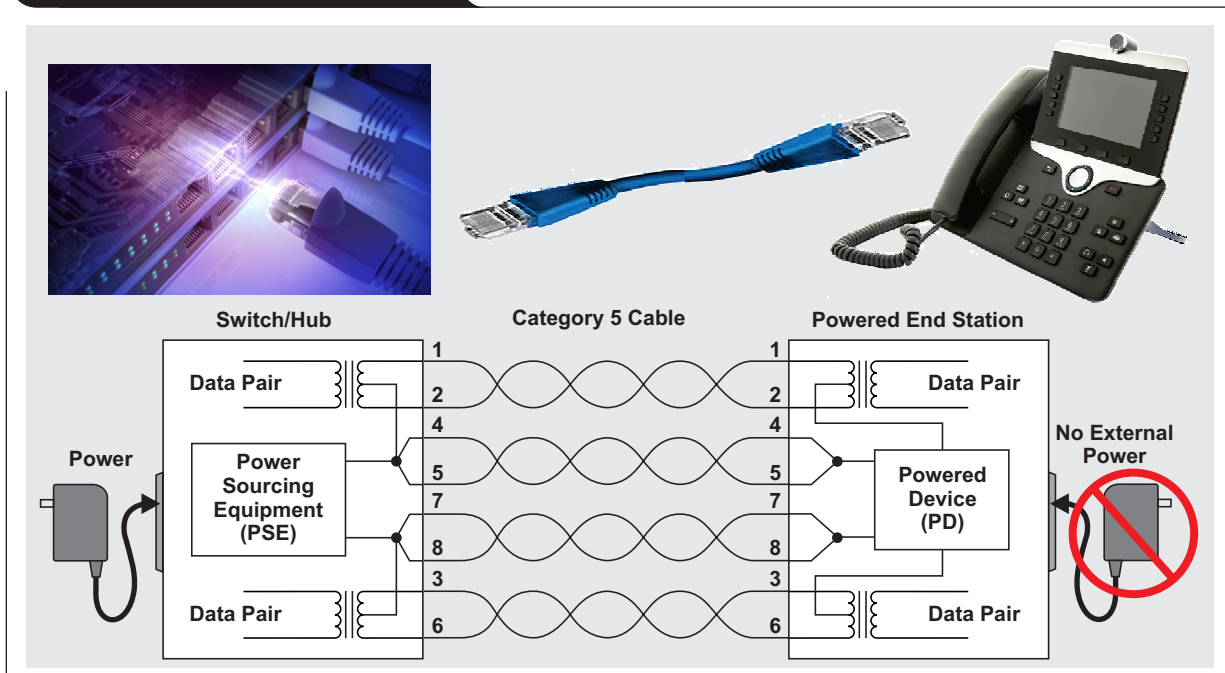 Switch/Hub
Category 5 Cable
Powered End Station
1
1
Data Pair
Data Pair
2
2
4
4
Power
Power
Sourcing
Equipment
(PSE)
5
5
Powered
Device
(PD)
No External
Power
7
7
8
8
3
3
Data Pair
Data Pair
6
6